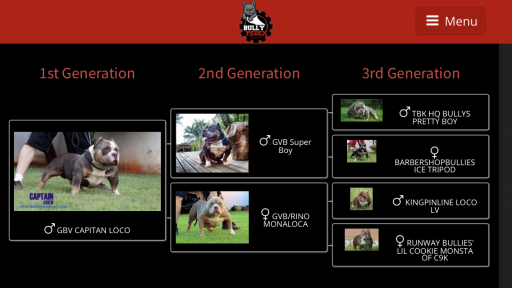 BULLY
PEDEX
Menu
1st Generation
2nd Generation
3rd Generation
CAPTAIN
LOCO
♂ GBV CAPITAN LOCO
♂ GVB Super
Boy
♀ GVB/RINO
MONALOCA
♂ TBK HQ BULLYS
PRETTY BOY
♀
BARBERSHOPBULLIES
ICE TRIPOD
♂ KINGPINLINE LOCO
LV
♀ RUNWAY BULLIES'
LIL COOKIE MONSTA
OF C9K